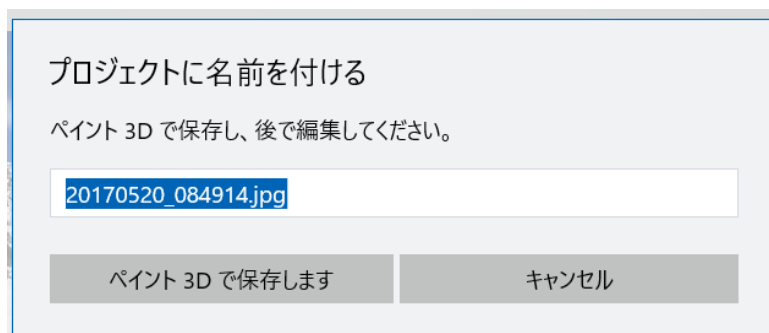 プロジェクトに名前を付ける
ペイント 3D で保存し、後で編集してください。
20170520_084914.jpg
ペイント 3D で保存します
キャンセル